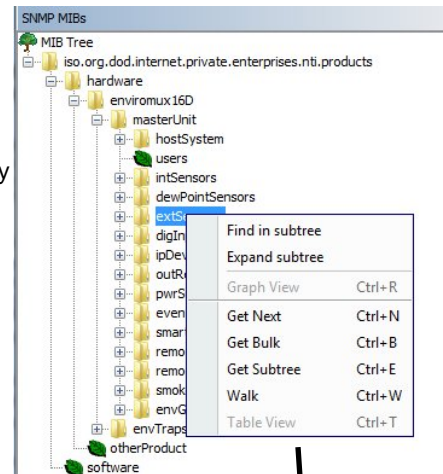 SNMP MIBs
MIB Tree
iso.org.dod.internet.private.enterprises.nti.products
hardware
enviromux16D
masterUnit
hostSystem
users
y
intSensors
dewPointSensors
extSe
digIn
ipDev
outRe
pwrS
even
smar
remo
remo
smok
envG
envTraps
otherProduct
software
Find in subtree
Expand subtree
Graph View Ctrl+R
Get Next Ctrl+N
Get Bulk Ctrl+B
Get Subtree Ctrl+E
Walk Ctrl+W
Table View Ctrl+T